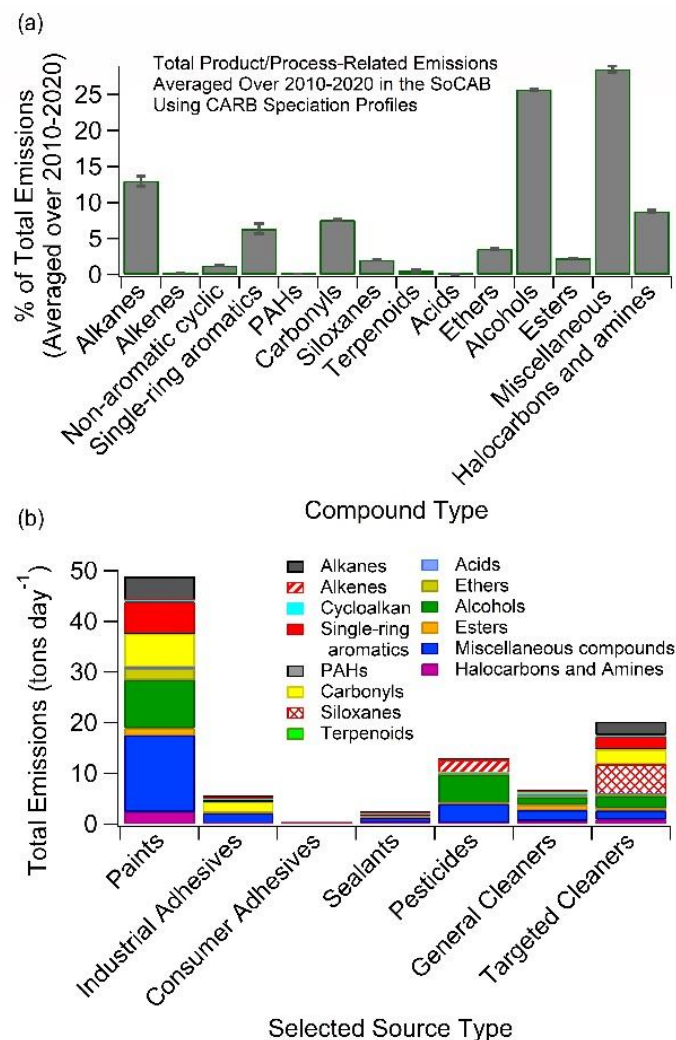 (a)
Total Product/Process-Related Emissions
Averaged Over 2010-2020 in the SoCAB
Using CARB Speciation Profiles
% of Total Emissions
(Averaged over 2010-2020)
25
20
15
10
5
0
Alkanes
Alkenes
Non-aromatic cyclic
Single-ring aromatics
PAHs
Carbonyls
Siloxanes
Terpenoids
Acids
Ethers
Alcohols
Esters
Miscellaneous
Halocarbons and amines
Compound Type
(b)
Total Emissions (tons day-1)
50
40
30
20
10
0
Alkanes
Alkenes
Cycloalkan
Single-ring
aromatics
PAHs
Carbonyls
Siloxanes
Terpenoids
Acids
Ethers
Alcohols
Esters
Miscellaneous compounds
Halocarbons and Amines
Paints
Industrial Adhesives
Consumer Adhesives
Sealants
Pesticides
General Cleaners
Targeted Cleaners
Selected Source Type